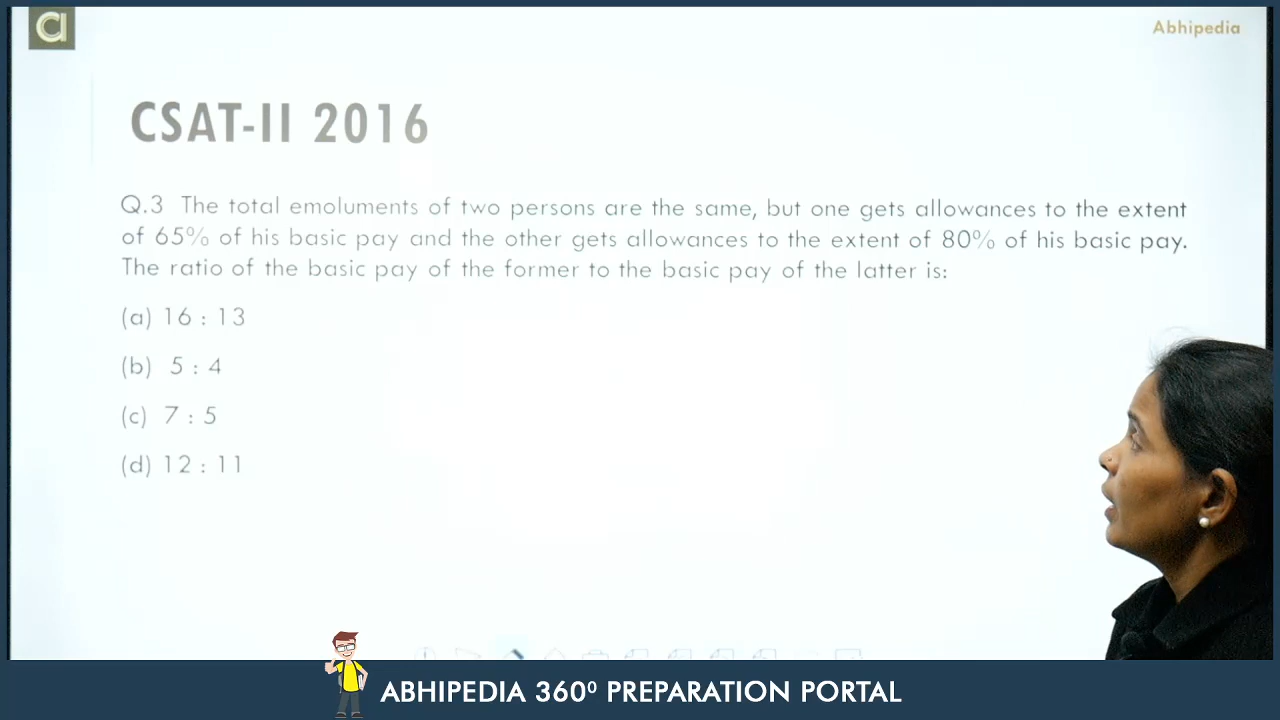 a
Abhipedia
CSAT-II 2016
Q.3 The total emoluments of two persons are the same, but one gets allowances to the extent
of 65% of his basic pay and the other gets allowances to the extent of 80% of his basic pay.
The ratio of the basic pay of the former to the basic pay of the latter is:
(a) 16 : 13
(b) 5 : 4
(c) 7 : 5
(d) 12 : 11
ABHIPEDIA 360⁰ PREPARATION PORTAL